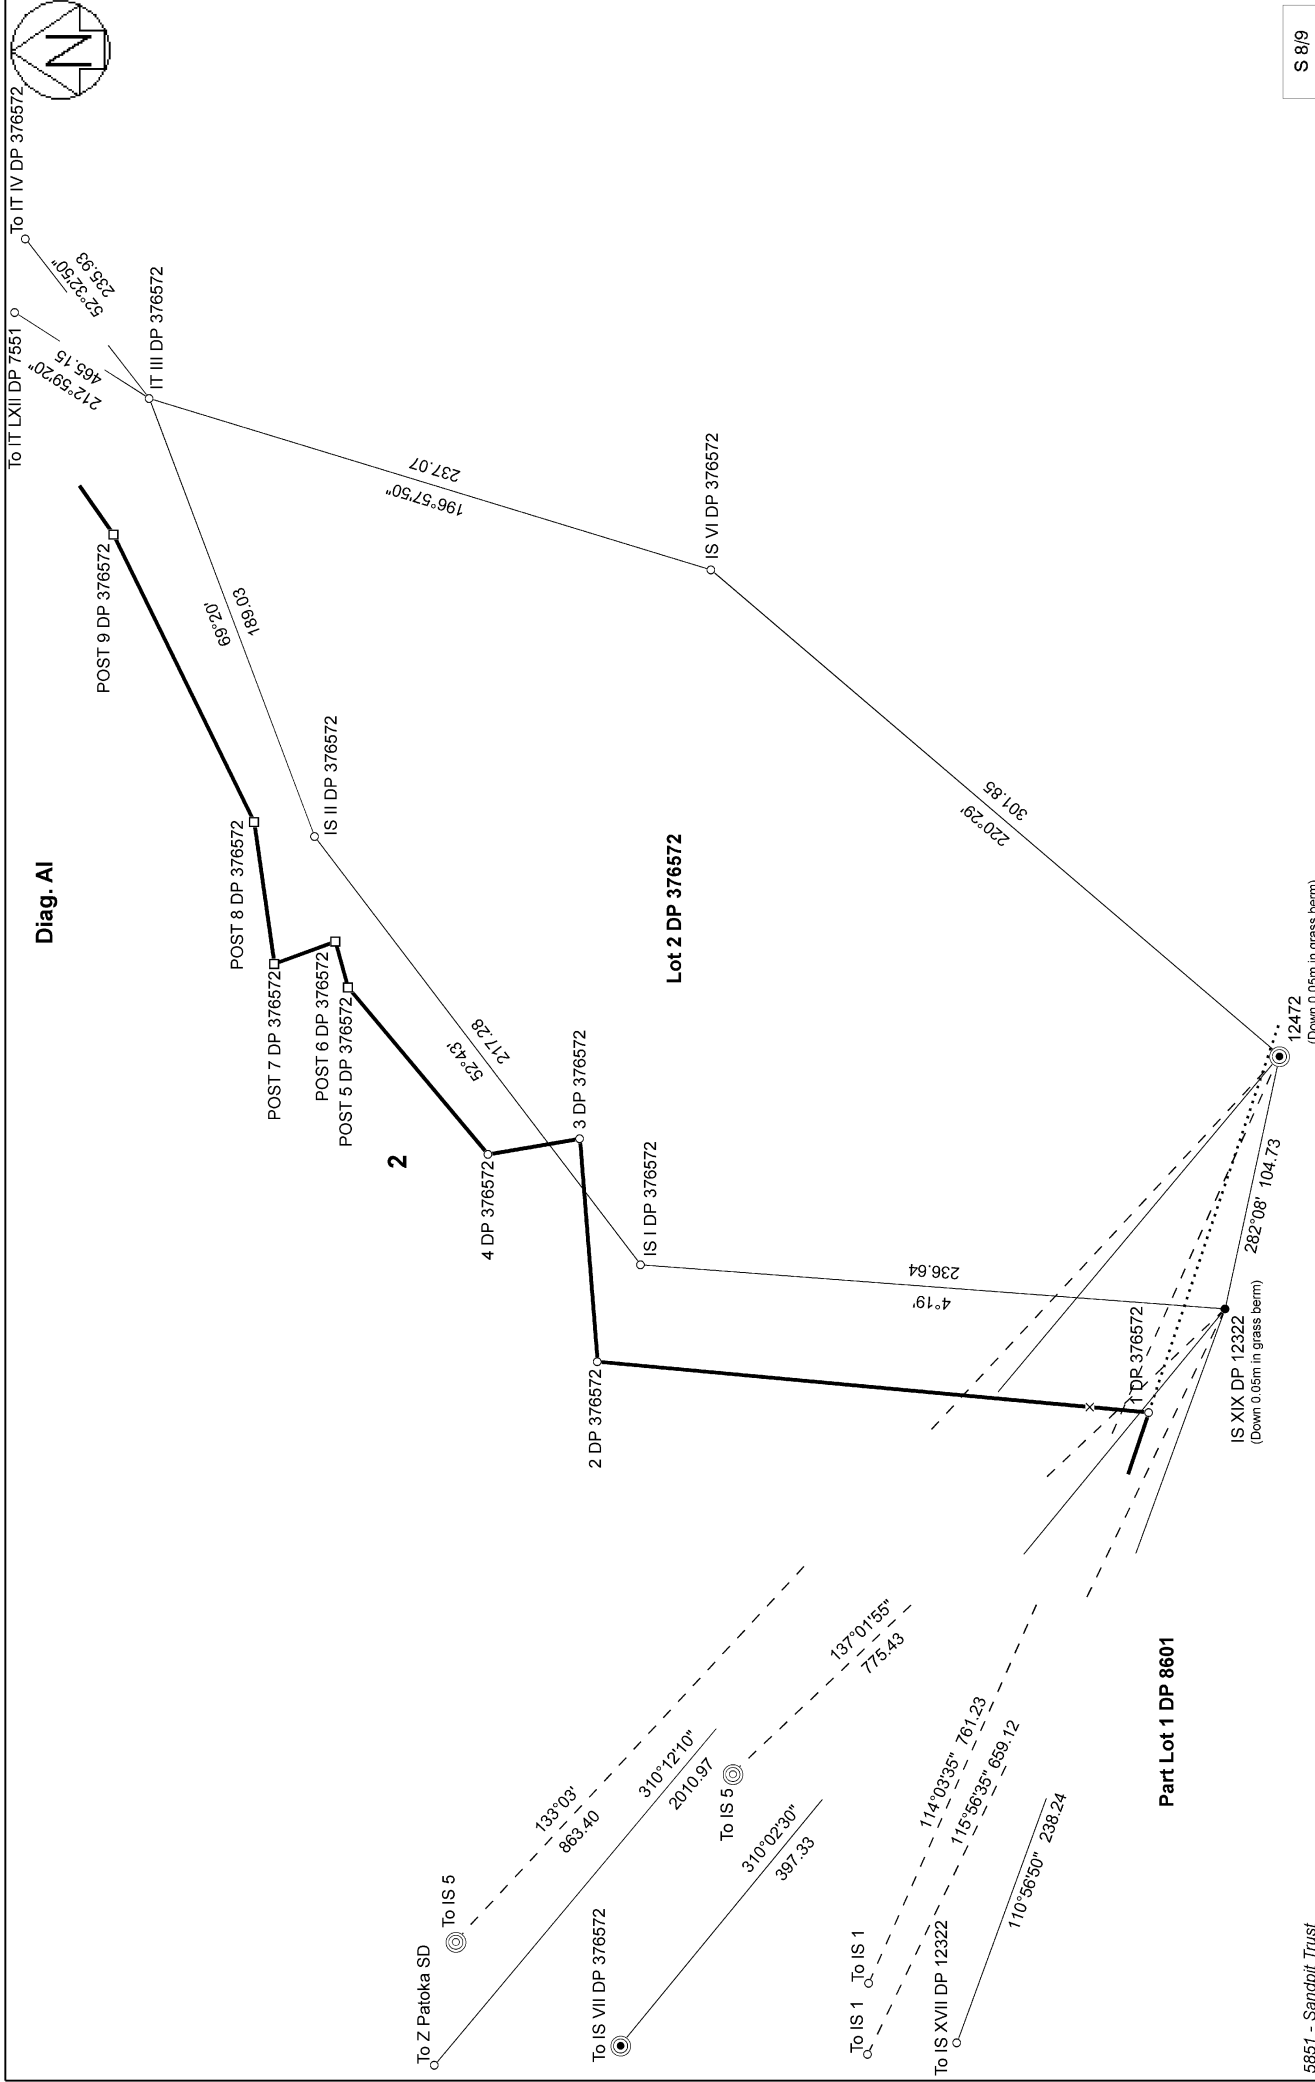 Diag. AI
N
S 8/9
To IT IV DP 376572
52°32'50"
235.93
To IT LXII DP 7551
212°59'20"
465.15
IT III DP 376572
POST 9 DP 376572
69°20'
189.03
196°57'50"
237.07
IS VI DP 376572
POST 8 DP 376572
IS II DP 376572
POST 7 DP 376572
POST 6 DP 376572
POST 5 DP 376572
2
52°43'
217.28
Lot 2 DP 376572
220°29'
301.85
4 DP 376572
3 DP 376572
IS I DP 376572
2 DP 376572
4°19'
236.64
1 DP 376572
282°08' 104.73
12472
(Down 0.05m in grass berm)
IS XIX DP 12322
(Down 0.05m in grass berm)
To Z Patoka SD
To IS 5
133°03'
863.40
310°12'10"
2010.97
To IS 5
137°01'55"
775.43
To IS VII DP 376572
310°02'30"
397.33
To IS 1
To IS 1
114°03'35" 761.23
115°56'35" 659.12
To IS XVII DP 12322
110°56'50" 238.24
Part Lot 1 DP 8601
5851 - Sandpit Trust